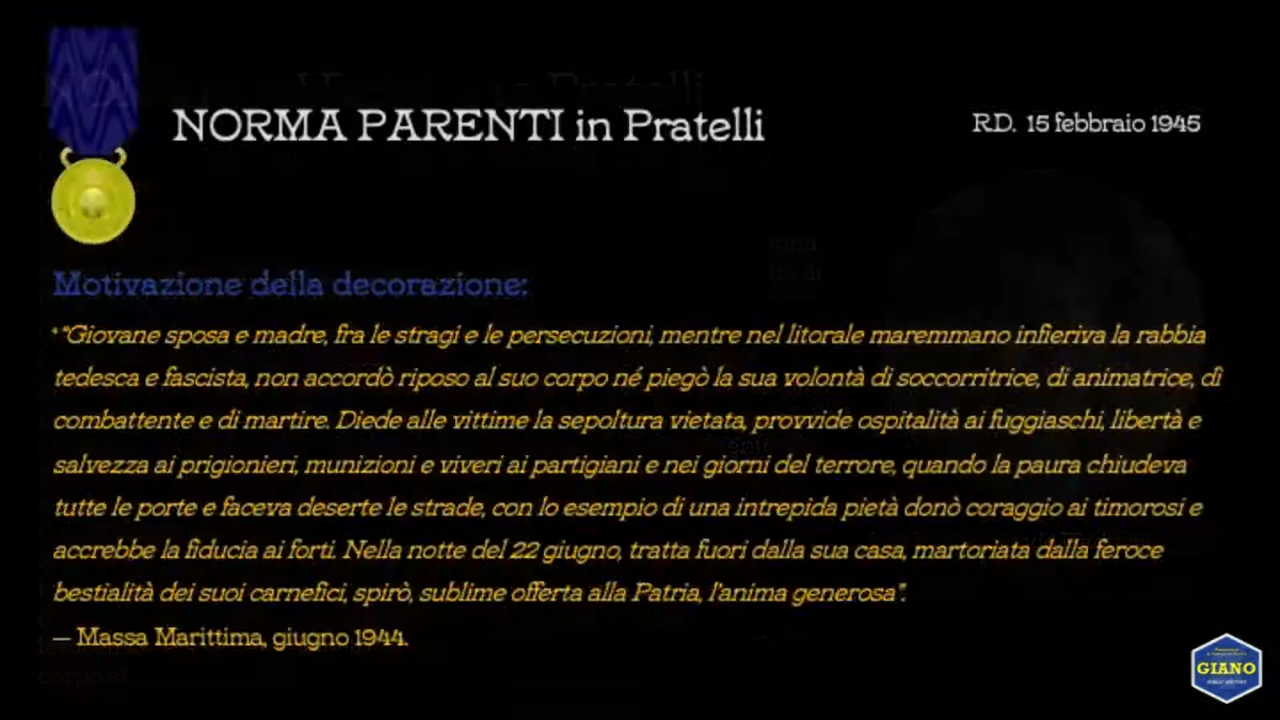 NORMA PARENTI in Pratelli
R.D. 15 febbraio 1945
Motivazione della decorazione:
“"Giovane sposa e madre, fra le stragi e le persecuzioni, mentre nel litorale maremmano infieriva la rabbia
tedesca e fascista, non accordò riposo al suo corpo né piegò la sua volontà di soccorritrice, di animatrice, di
combattente e di martire. Diede alle vittime la sepoltura vietata, provvide ospitalità ai fuggiaschi, libertà e
salvezza ai prigionieri, munizioni e viveri ai partigiani e nei giorni del terrore, quando la paura chiudeva
tutte le porte e faceva deserte le strade, con lo esempio di una intrepida pietà donò coraggio ai timorosi e
accrebbe la fiducia ai forti. Nella notte del 22 giugno, tratta fuori dalla sua casa, martoriata dalla feroce
bestialità dei suoi carnefici, spirò, sublime offerta alla Patria, l'anima generosa".
— Massa Marittima, giugno 1944.
GIANO